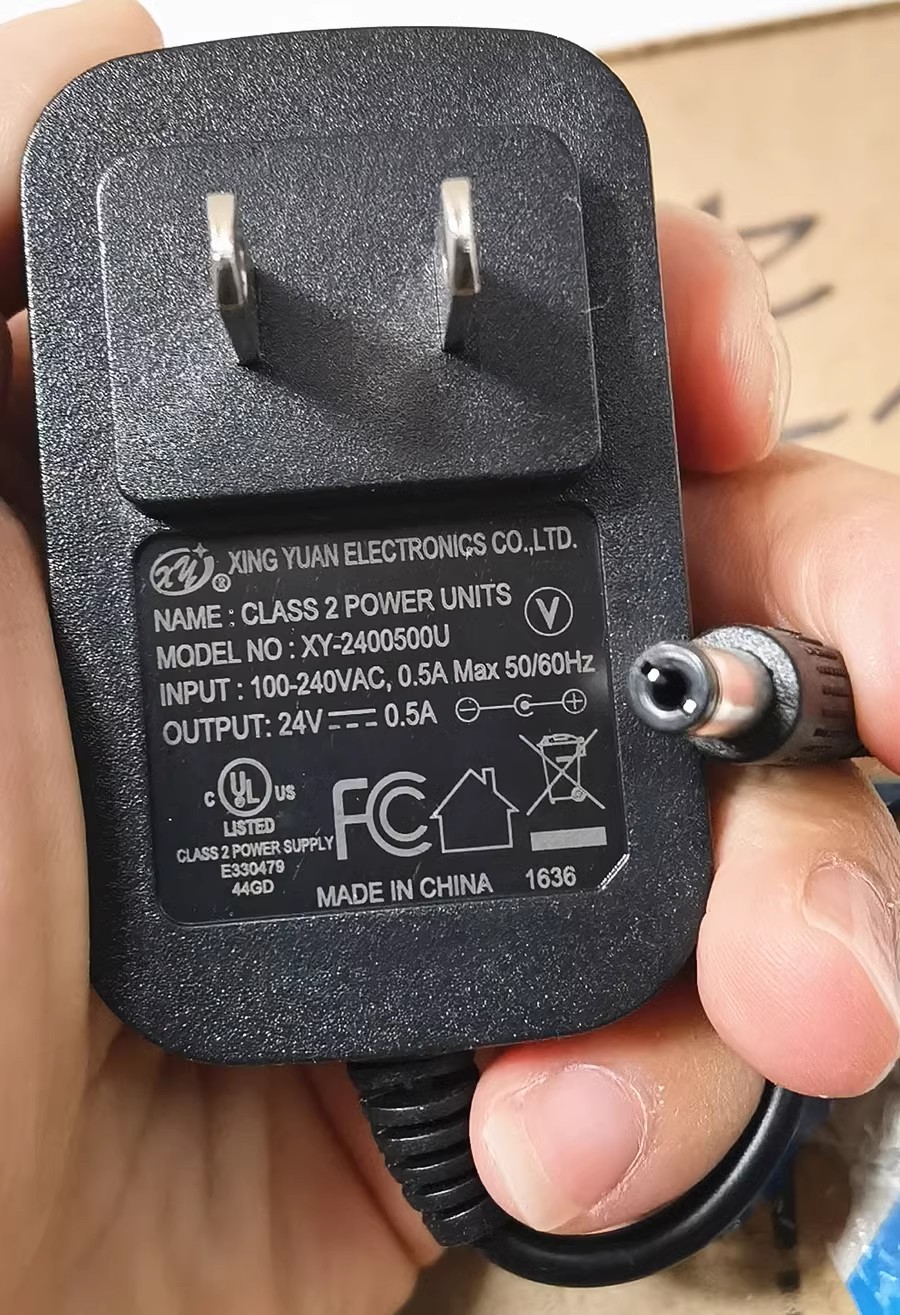 XY ® XING YUAN ELECTRONICS CO.,LTD.
NAME : CLASS 2 POWER UNITS
V
MODEL NO : XY-2400500U
INPUT : 100-240VAC, 0.5A Max 50/60Hz
OUTPUT: 24V⎓0.5A
C UL US
LISTED
CLASS 2 POWER SUPPLY
E330479
44GD
FC
MADE IN CHINA 1636